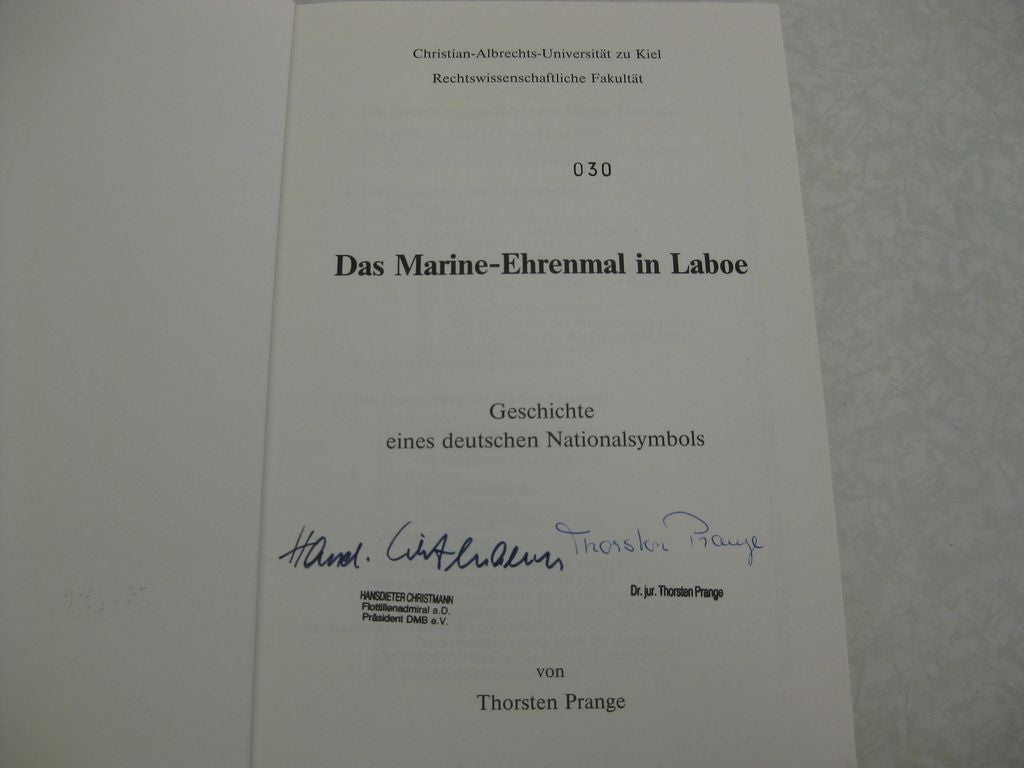 Christian-Albrechts-Universität zu Kiel
Rechtswissenschaftliche Fakultät
030
Das Marine-Ehrenmal in Laboe
Geschichte
eines deutschen Nationalsymbols
Thorsten Prange
HANSDIETER CHRISTMANN
Flottillenadmiral a.D.
Präsident DMB e.V.
Dr. jur. Thorsten Prange
von
Thorsten Prange